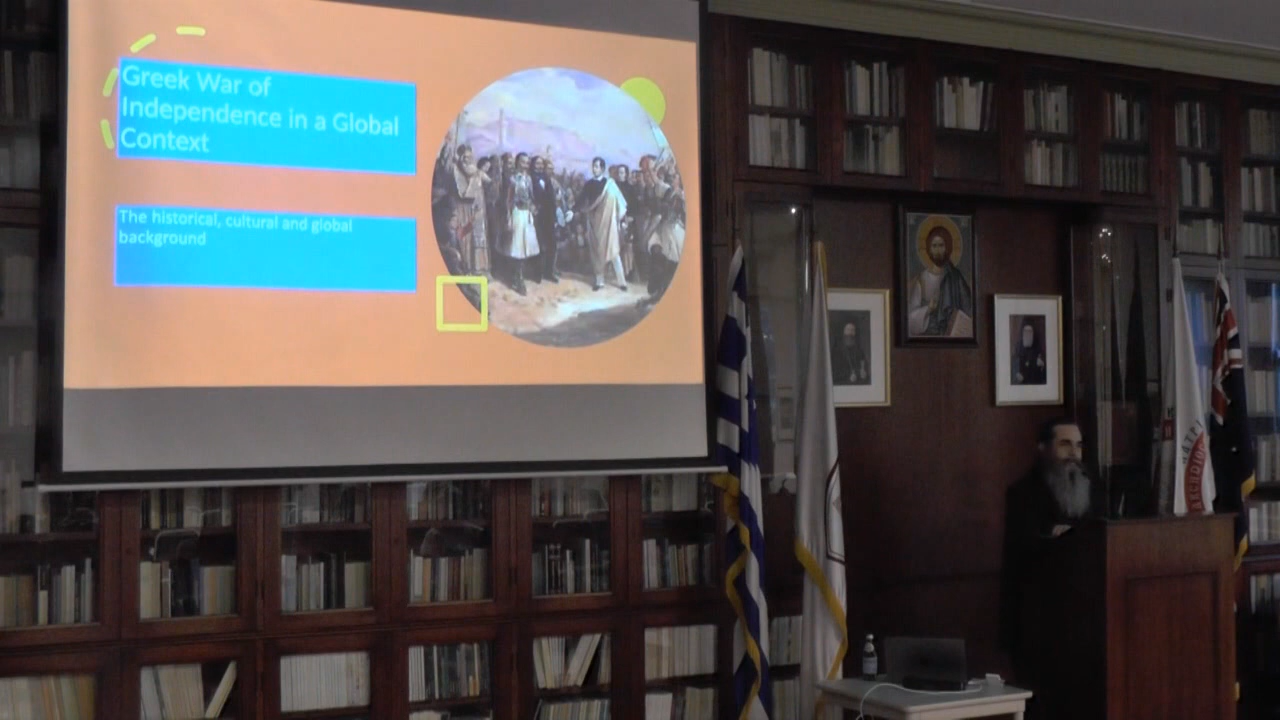 Greek War of
Independence in a Global
Context
The historical, cultural and global
background